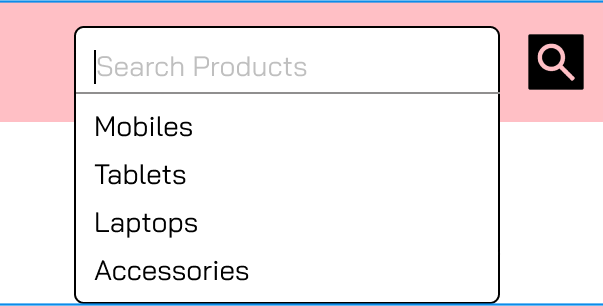 Search Products
Mobiles
Tablets
Laptops
Accessories